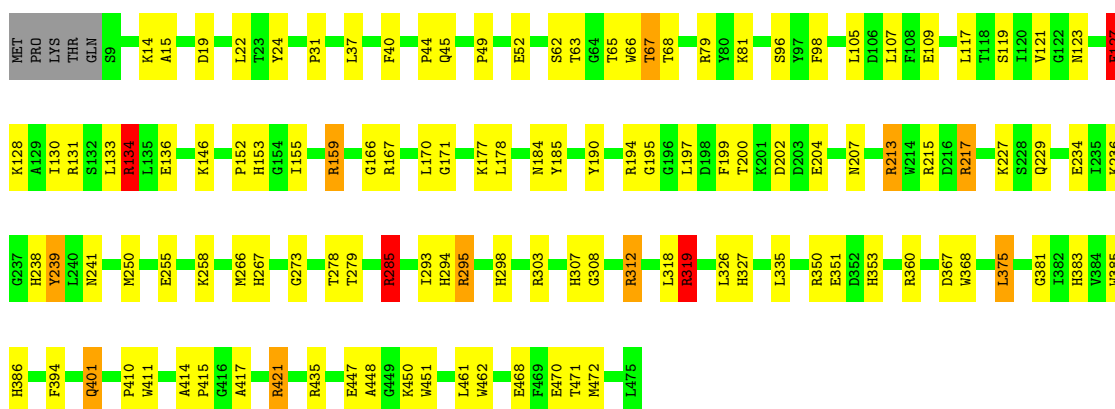 MET PRO LYS THR GLN S9 K14 A15 D19 L22 T23 Y24 P31 L37 F40 P44 Q45 P49 E52 S62 T63 G64 T65 W66 T67 T68 R79 Y80 K81 S96 Y97 F98 L105 D106 L107 F108 E109 L117 T118 S119 I120 V121 G122 N123 F127
K128 A129 I130 R131 S132 L133 R134 L135 E136 K146 P152 H153 G154 I155 R159 G166 R167 L170 G171 K177 L178 N184 Y185 Y190 R194 G195 G196 L197 D198 F199 T200 K201 D202 D203 E204 N207 R213 W214 R215 D216 R217 K227 S228 Q229 E234 I235 K236
G237 H238 Y239 L240 N241 M250 E255 K258 M266 H267 G273 T278 T279 R285 I293 H294 R295 H298 R303 H307 G308 R312 L318 R319 L326 H327 L335 R350 E351 D352 H353 R360 D367 W368 L375 G381 I382 H383 V384 W385
H386 F394 Q401 P410 W411 A414 P415 G416 A417 R421 R435 E447 A448 G449 K450 W451 L461 W462 E468 F469 E470 T471 M472 L475